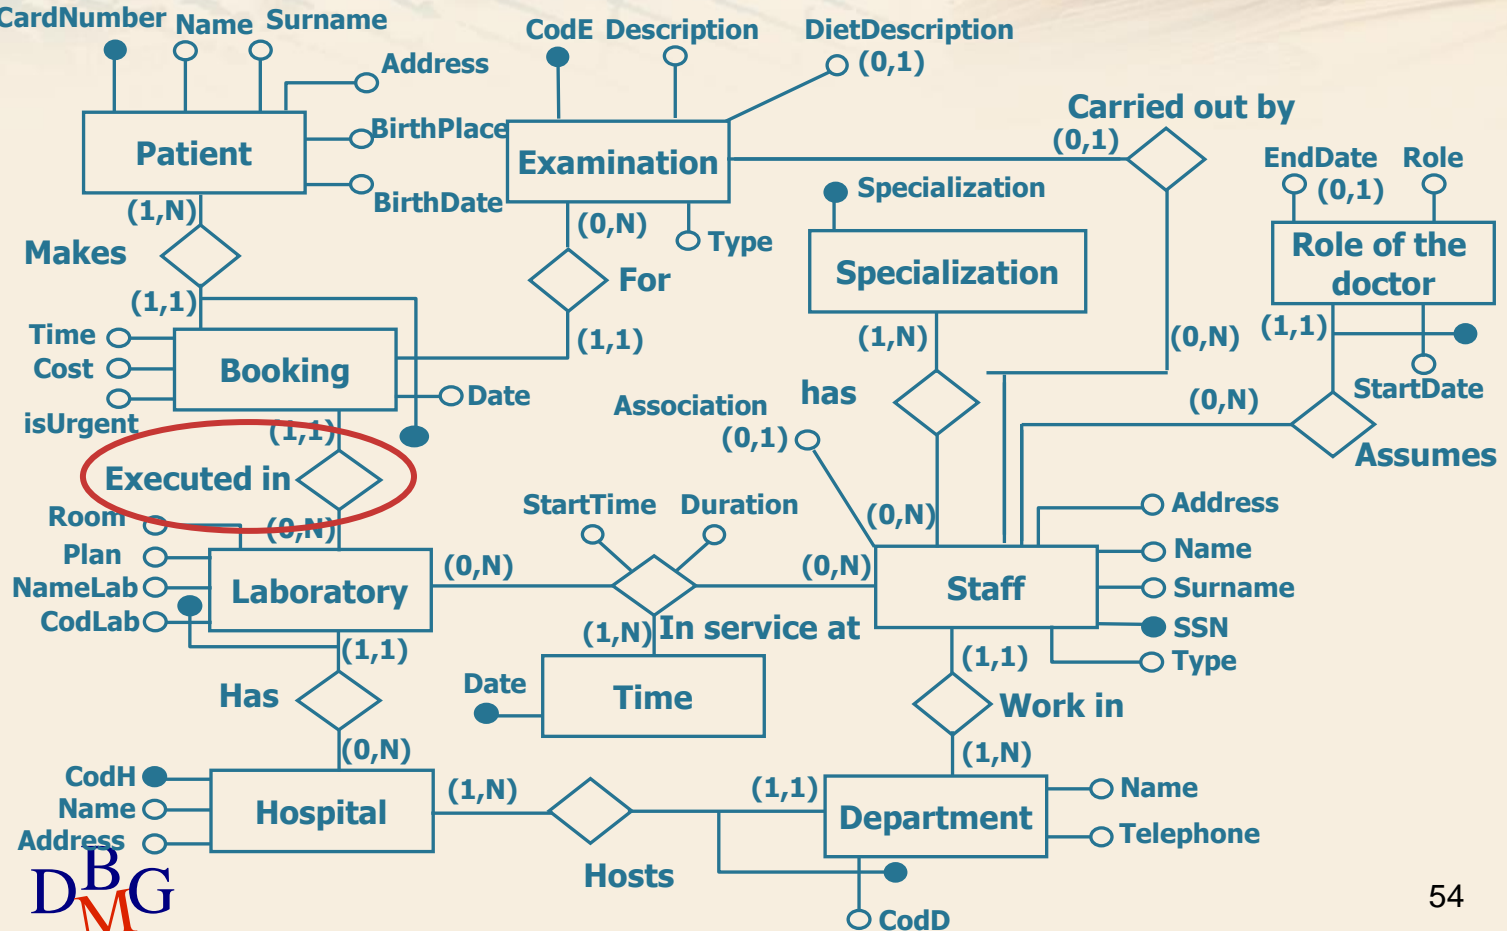 CardNumber
Name
Surname
CodE
Description
DietDescription
(0,1)
Address
Carried out by
(0,1)
Patient
BirthPlace
Examination
EndDate
(0,1)
Role
Specialization
BirthDate
(1,N)
(0,N)
Type
Makes
Specialization
Role of the
doctor
For
(1,1)
(1,1)
(1,N)
(0,N)
(1,1)
Time
Cost
isUrgent
Booking
Date
Association
(0,1)
has
(0,N)
StartDate
(1,1)
Assumes
Executed in
Room
(0,N)
StartTime
Duration
(0,N)
Address
Plan
NameLab
CodLab
Laboratory
(0,N)
(0,N)
Staff
Name
Surname
SSN
Type
(1,N)
In service at
(1,1)
(1,1)
Has
Date
Time
Work in
(0,N)
(1,N)
CodH
Name
Address
Hospital
(1,N)
(1,1)
Department
Name
Telephone
Hosts
CodD
DBMG
54